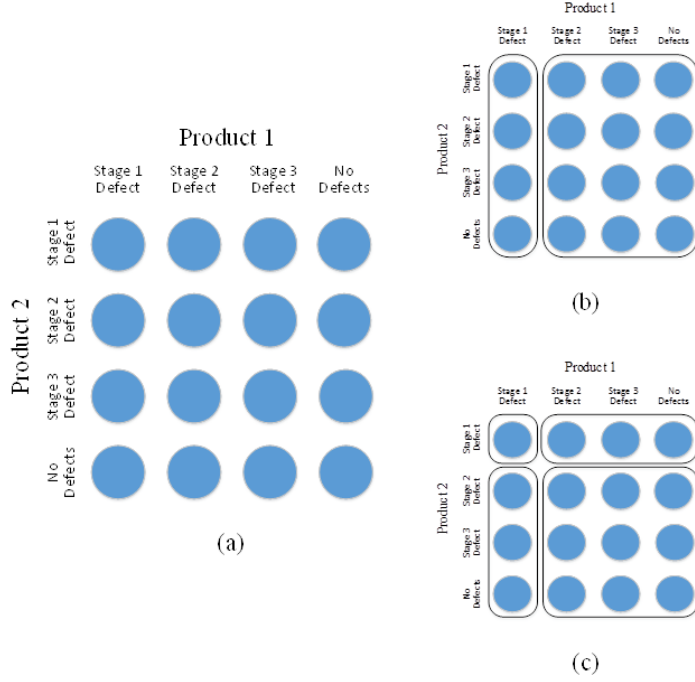 Product 1
Stage 1 Stage 2 Stage 3 No
Defect Defect Defect Defects
Product 2
Stage 1
Defect
Stage 2
Defect
Stage 3
Defect
No
Defects
(a)
Product 1
Stage 1 Stage 2 Stage 3 No
Defect Defect Defect Defects
Product 2
Stage 1
Defect
Stage 2
Defect
Stage 3
Defect
No
Defects
(b)
Product 1
Stage 1 Stage 2 Stage 3 No
Defect Defect Defect Defects
Product 2
Stage 1
Defect
Stage 2
Defect
Stage 3
Defect
No
Defects
(c)